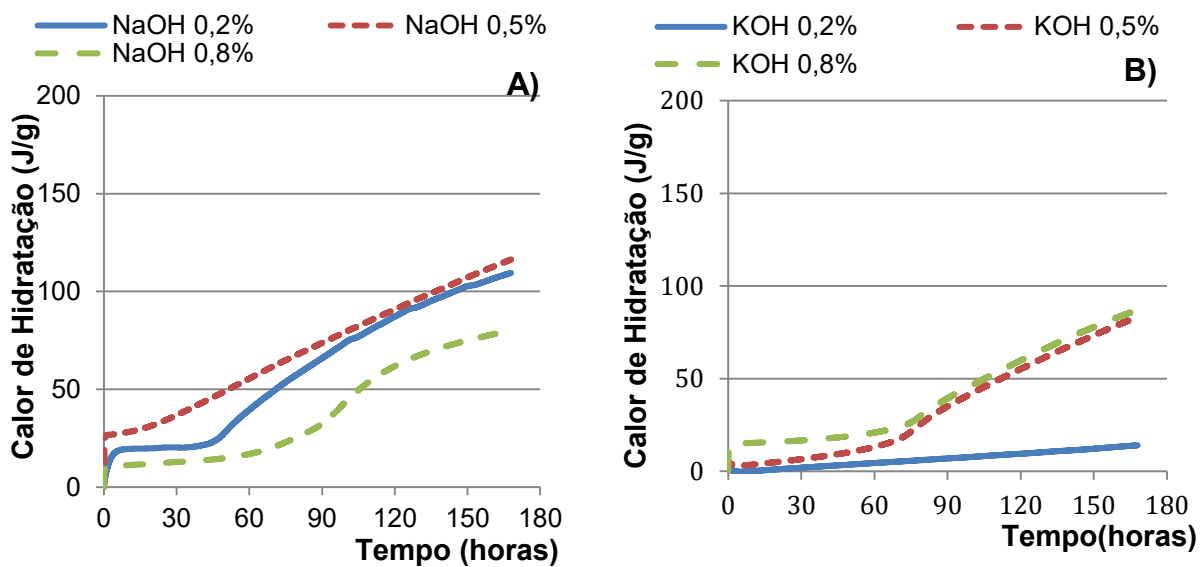 NaOH 0,2%
NaOH 0,5%
NaOH 0,8%
A)
Calor de Hidratação (J/g)
200
150
100
50
0
0 30 60 90 120 150 180
Tempo (horas)
KOH 0,2%
KOH 0,5%
KOH 0,8%
B)
Calor de Hidratação (J/g)
200
150
100
50
0
0 30 60 90 120 150 180
Tempo(horas)